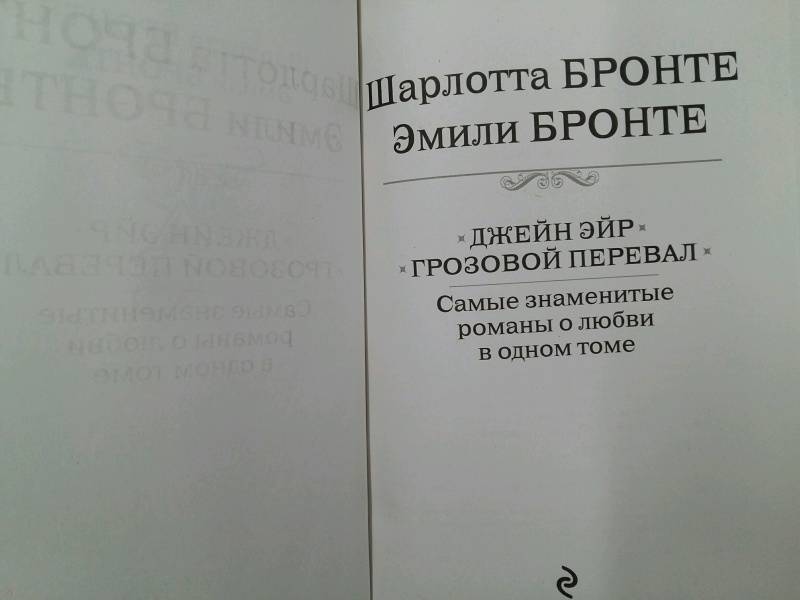 Шарлотта БРОНТЕ
Эмили БРОНТЕ
ДЖЕЙН ЭЙР
ГРОЗОВОЙ ПЕРЕВАЛ
Самые знаменитые
романы о любви
в одном томе